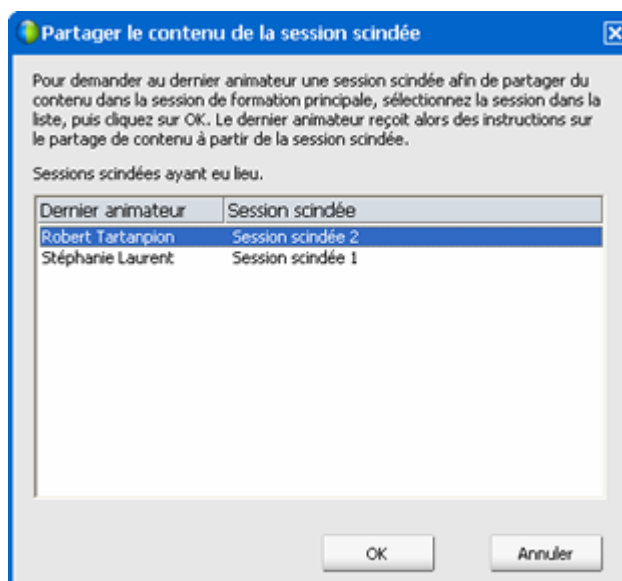 Partager le contenu de la session scindée
Pour demander au dernier animateur une session scindée afin de partager du
contenu dans la session de formation principale, sélectionnez la session dans la
liste, puis cliquez sur OK. Le dernier animateur reçoit alors des instructions sur
le partage de contenu à partir de la session scindée.
Sessions scindées ayant eu lieu.
Dernier animateur Session scindée
Robert Tartanpion Session scindée 2
Stéphanie Laurent Session scindée 1
OK Annuler